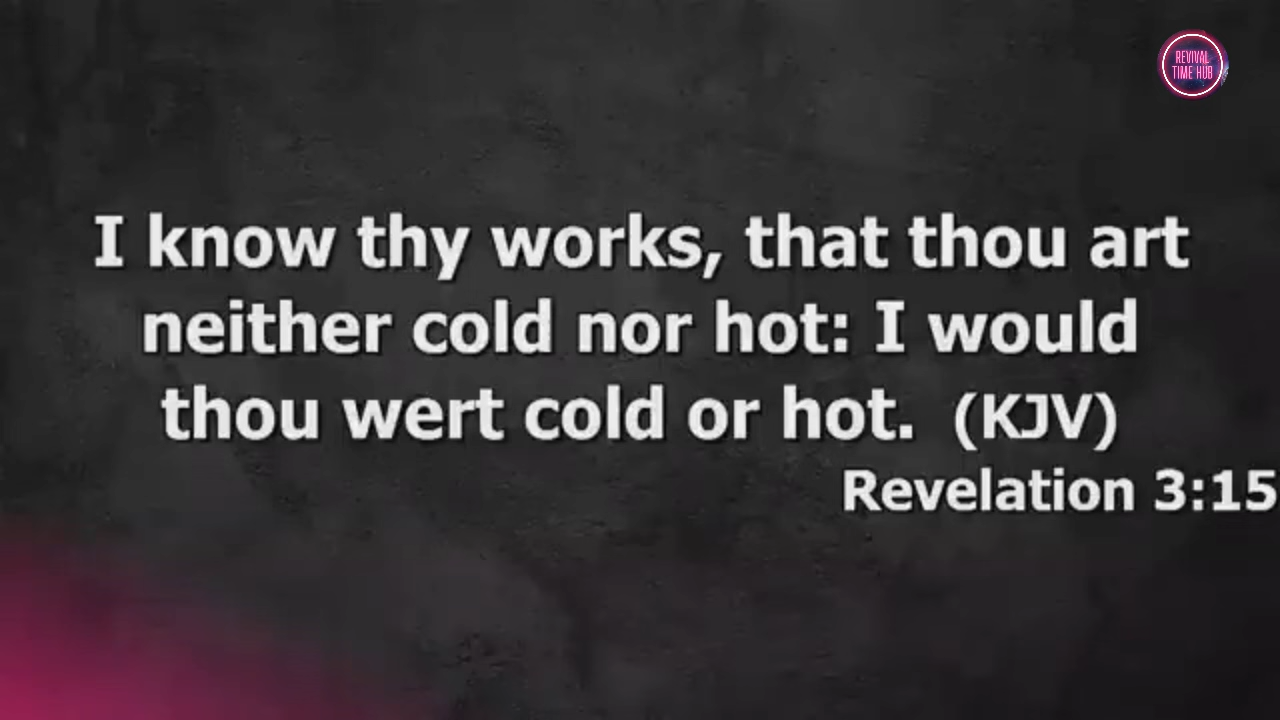 REVIVAL
TIME HUB
I know thy works, that thou art
neither cold nor hot: I would
thou wert cold or hot. (KJV)
Revelation 3:15